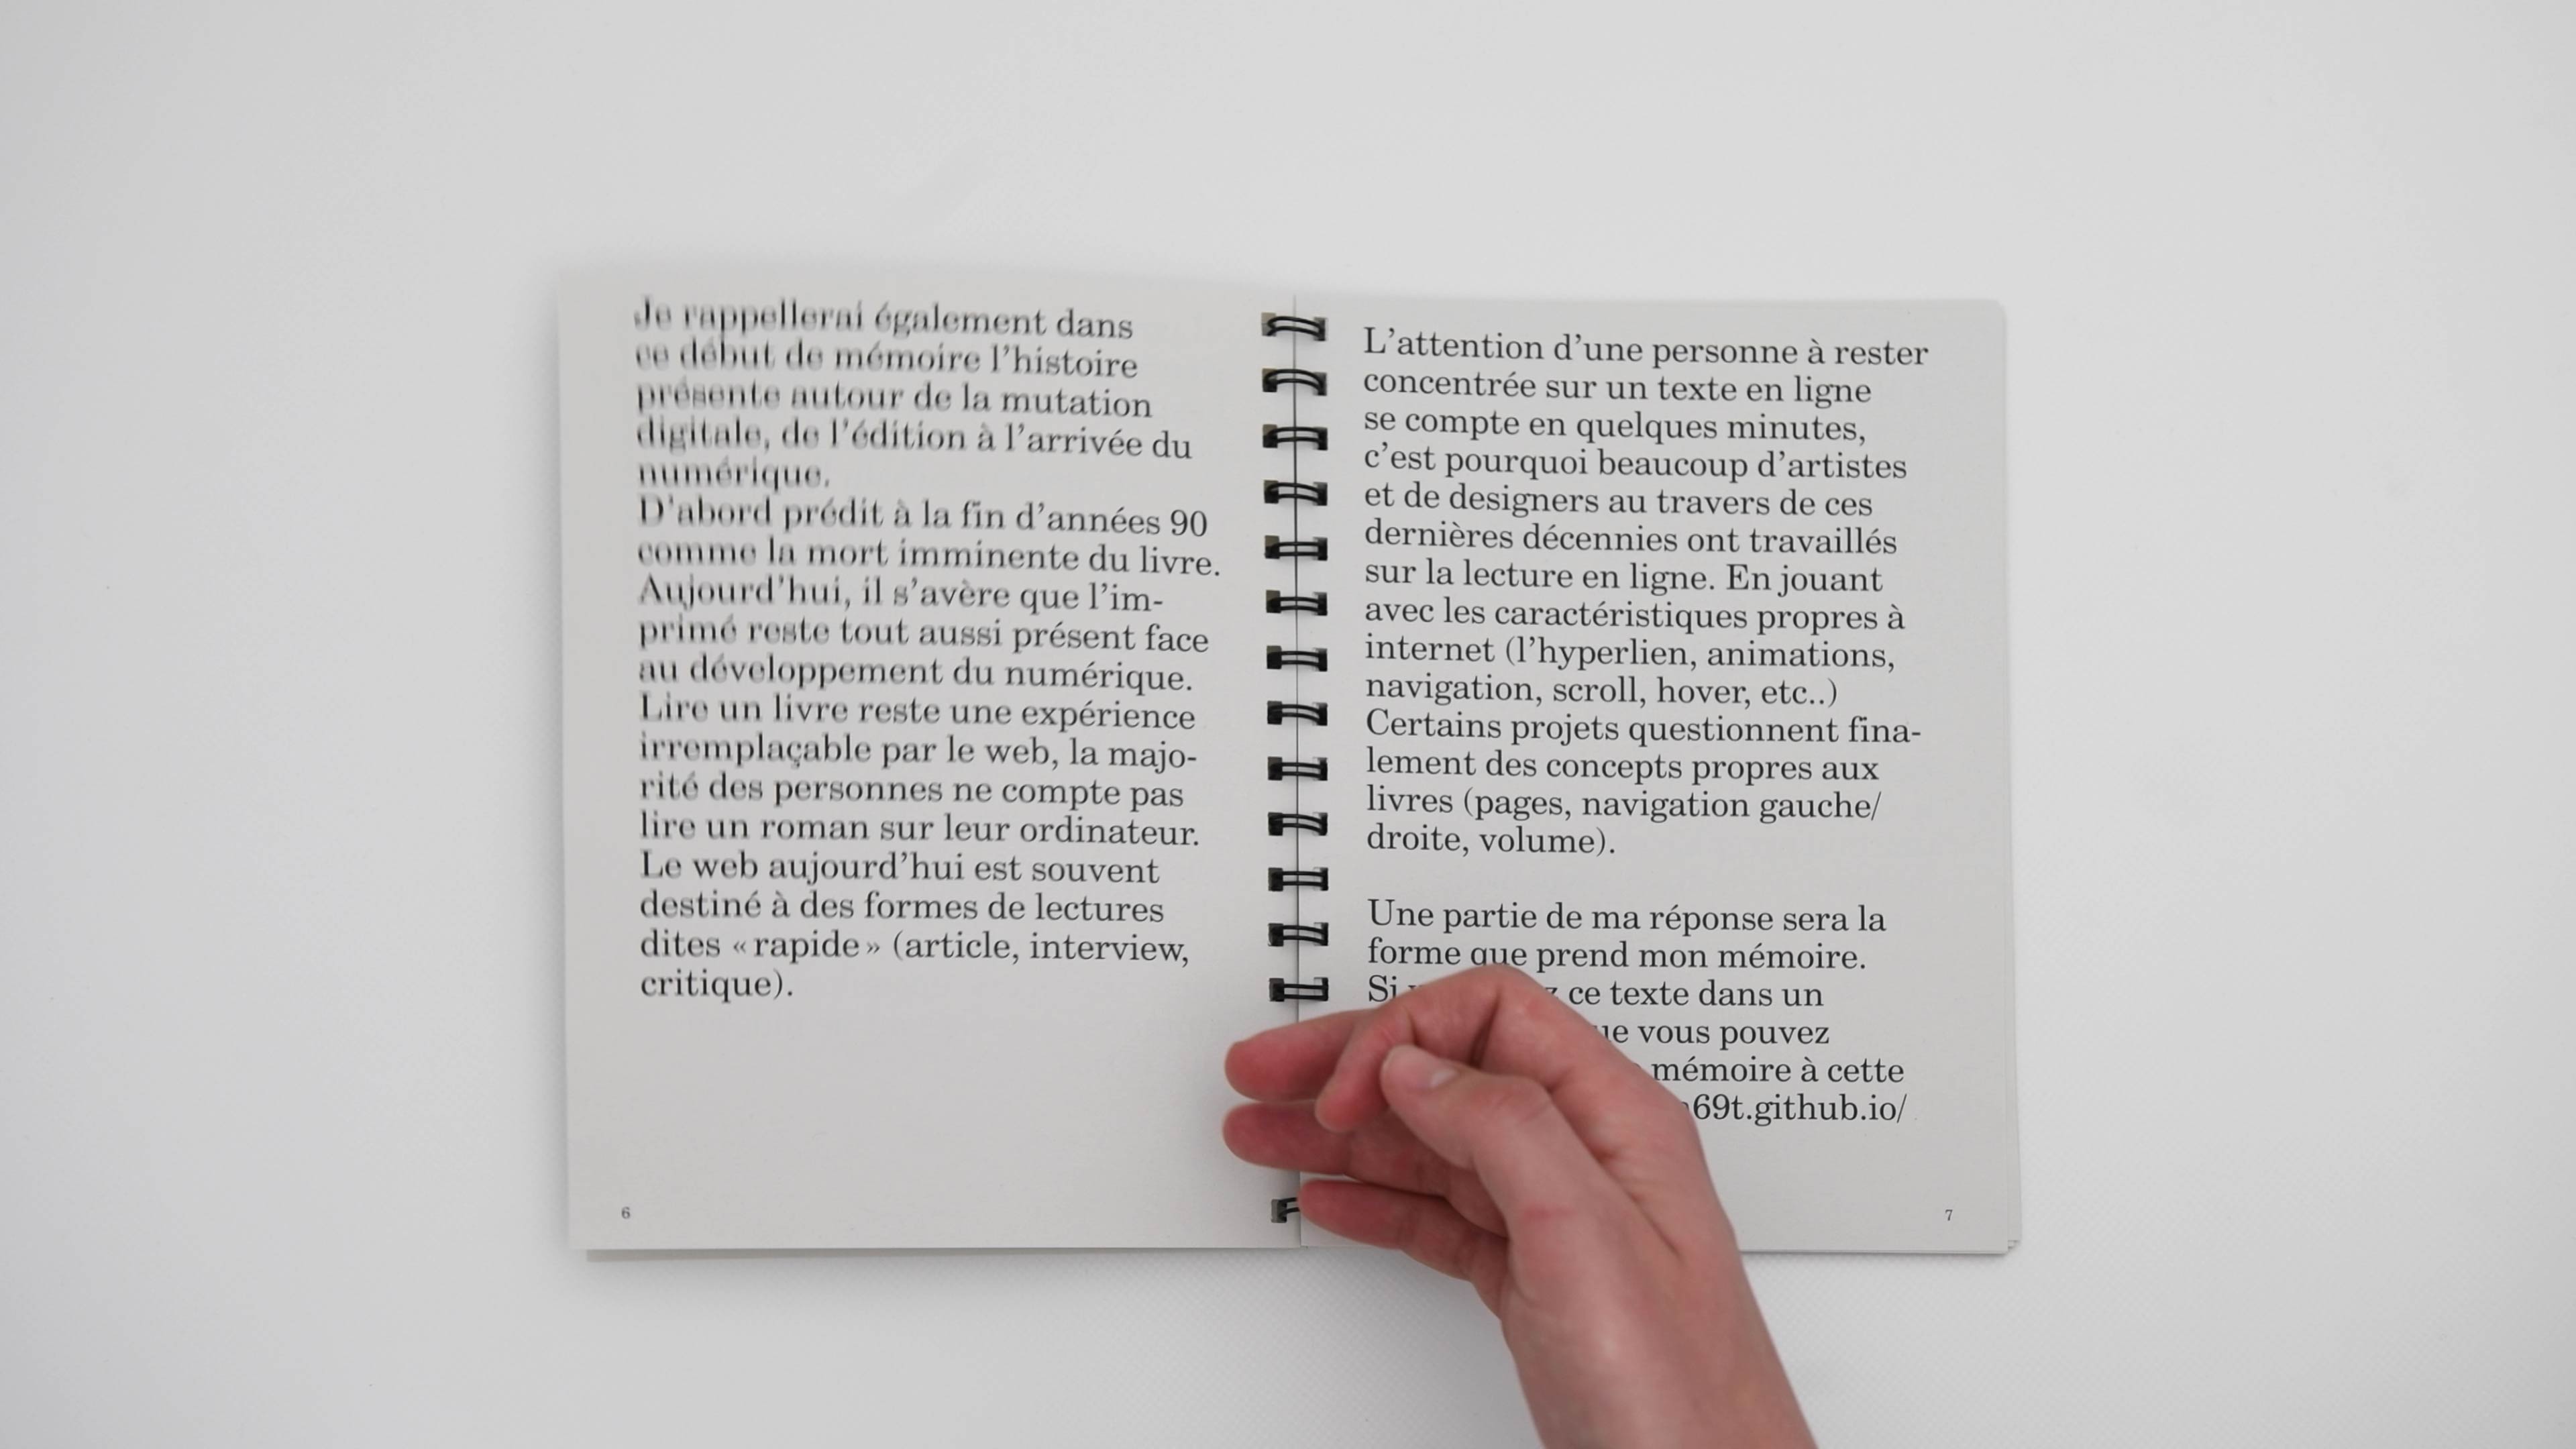 Je rappellerai également dans
ce début de mémoire l'histoire
présente autour de la mutation
digitale, de l'édition à l'arrivée du
numérique.
D'abord prédit à la fin d'années 90
comme la mort imminente du livre.
Aujourd'hui, il s'avère que l'im-
primé reste tout aussi présent face
au développement du numérique.
Lire un livre reste une expérience
irremplaçable par le web, la majo-
rité des personnes ne compte pas
lire un roman sur leur ordinateur.
Le web aujourd'hui est souvent
destiné à des formes de lectures
dites « rapide » (article, interview,
critique).
6
L'attention d'une personne à rester
concentrée sur un texte en ligne
se compte en quelques minutes,
c'est pourquoi beaucoup d'artistes
et de designers au travers de ces
dernières décennies ont travaillés
sur la lecture en ligne. En jouant
avec les caractéristiques propres à
internet (l'hyperlien, animations,
navigation, scroll, hover, etc..)
Certains projets questionnent fina-
lement des concepts propres aux
livres (pages, navigation gauche/
droite, volume).
Une partie de ma réponse sera la
forme que prend mon mémoire.
Si ce texte dans un
vous pouvez
mémoire à cette
69t.github.io/
7